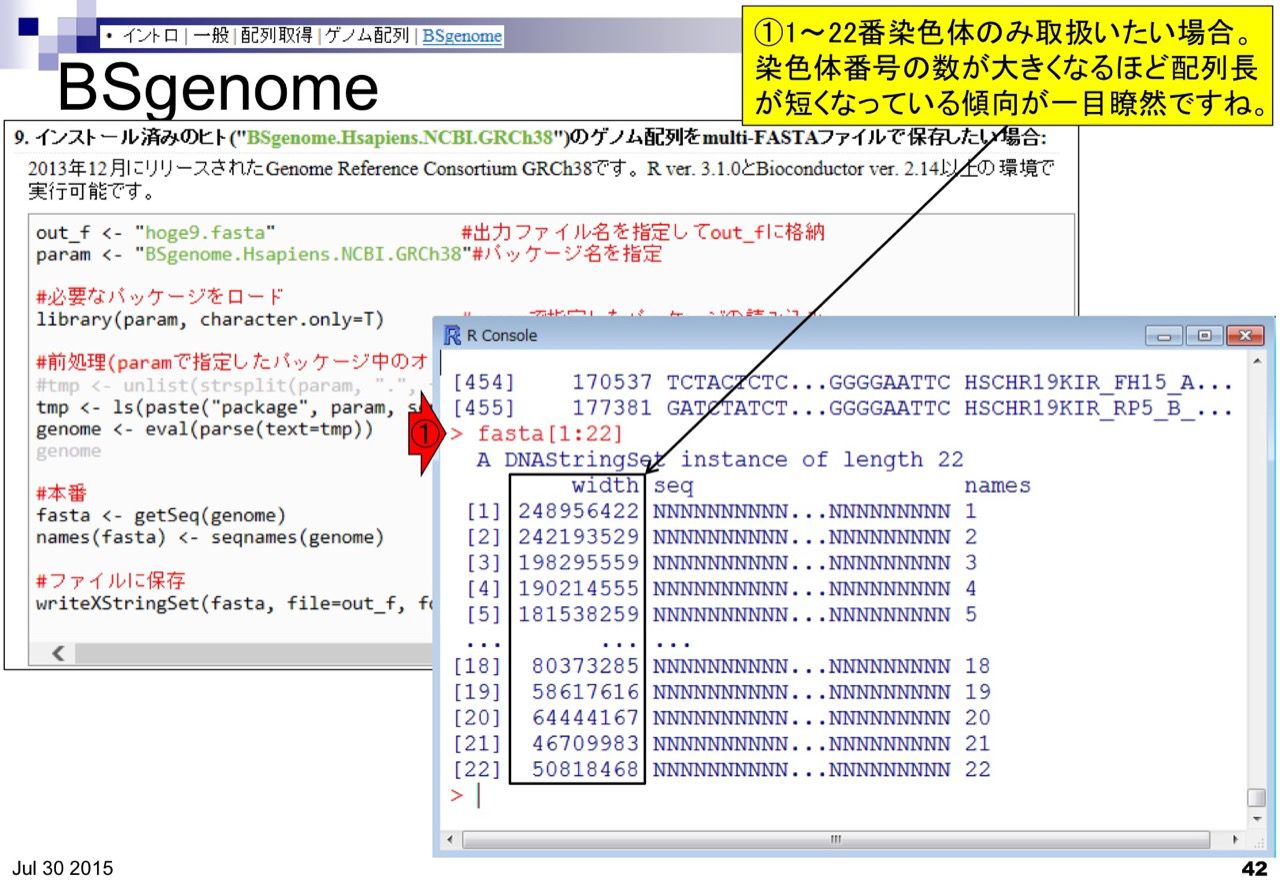 • イントロ | 一般 | 配列取得 | ゲノム配列 | BSgenome
BSgenome
①1～22番染色体のみ取扱いたい場合。
染色体番号の数が大きくなるほど配列長
が短くなっている傾向が一目瞭然ですね。
9. インストール済みのヒト("BSgenome.Hsapiens.NCBI.GRCh38")のゲノム配列をmulti-FASTAファイルで保存したい場合:
2013年12月にリリースされたGenome Reference Consortium GRCh38です。R ver. 3.1.0とBioconductor ver. 2.14以上の環境で
実行可能です。
out_f <- "hoge9.fasta" #出力ファイル名を指定してout_fに格納
param <- "BSgenome.Hsapiens.NCBI.GRCh38"#パッケージ名を指定
#必要なパッケージをロード
library(param, character.only=T)
#前処理(paramで指定したパッケージ中のオ
#tmp <- unlist(strsplit(param, ".",
tmp <- ls(paste("package", param,
genome <- eval(parse(text=tmp))
genome
#本番
fasta <- getSeq(genome)
names(fasta) <- seqnames(genome)
#ファイルに保存
writeXStringSet(fasta, file=out_f,
R Console
[454] 170537 TCTACTCTC...GGGGAATTC HSCHR19KIR_FH15_A...
[455] 177381 GATCTATCT...GGGGAATTC HSCHR19KIR_RP5_B_...
①
> fasta[1:22]
A DNAStringSet instance of length 22
width seq names
[1] 248956422 NNNNNNNNNN...NNNNNNNNN 1
[2] 242193529 NNNNNNNNNN...NNNNNNNNN 2
[3] 198295559 NNNNNNNNNN...NNNNNNNNN 3
[4] 190214555 NNNNNNNNNN...NNNNNNNNN 4
[5] 181538259 NNNNNNNNNN...NNNNNNNNN 5
... ... ...
[18] 80373285 NNNNNNNNNN...NNNNNNNNN 18
[19] 58617616 NNNNNNNNNN...NNNNNNNNN 19
[20] 64444167 NNNNNNNNNN...NNNNNNNNN 20
[21] 46709983 NNNNNNNNNN...NNNNNNNNN 21
[22] 50818468 NNNNNNNNNN...NNNNNNNNN 22
>
Jul 30 2015
42